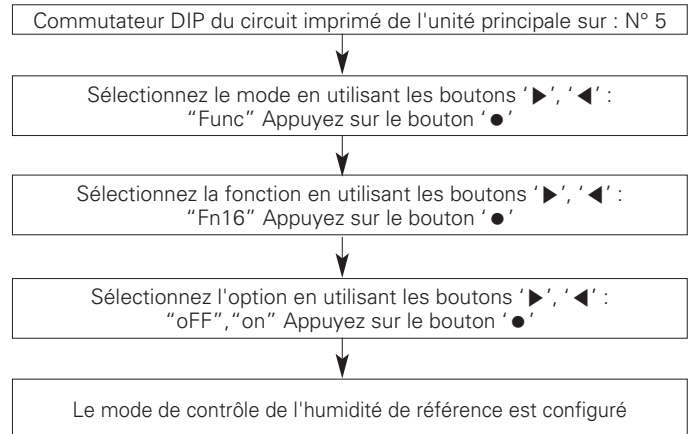 Commutateur DIP du circuit imprimé de l'unité principale sur : N° 5
Sélectionnez le mode en utilisant les boutons ‘▶’, ‘◀’ :
“Func” Appuyez sur le bouton ‘●’
Sélectionnez la fonction en utilisant les boutons ‘▶’, ‘◀’ :
“Fn16” Appuyez sur le bouton ‘●’
Sélectionnez l'option en utilisant les boutons ‘▶’, ‘◀’ :
“oFF”,“on” Appuyez sur le bouton ‘●’
Le mode de contrôle de l'humidité de référence est configuré